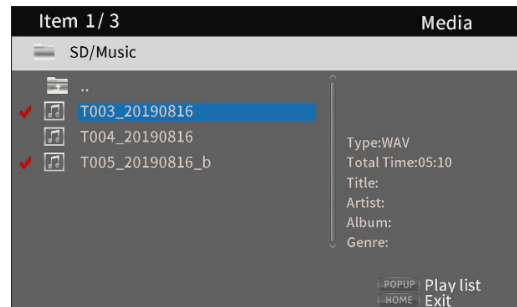 Item 1/3
Media
SD/Music
..
T003_20190816
T004_20190816
T005_20190816_b
Type:WAV
Total Time:05:10
Title:
Artist:
Album:
Genre:
POPUP Play list
HOME Exit